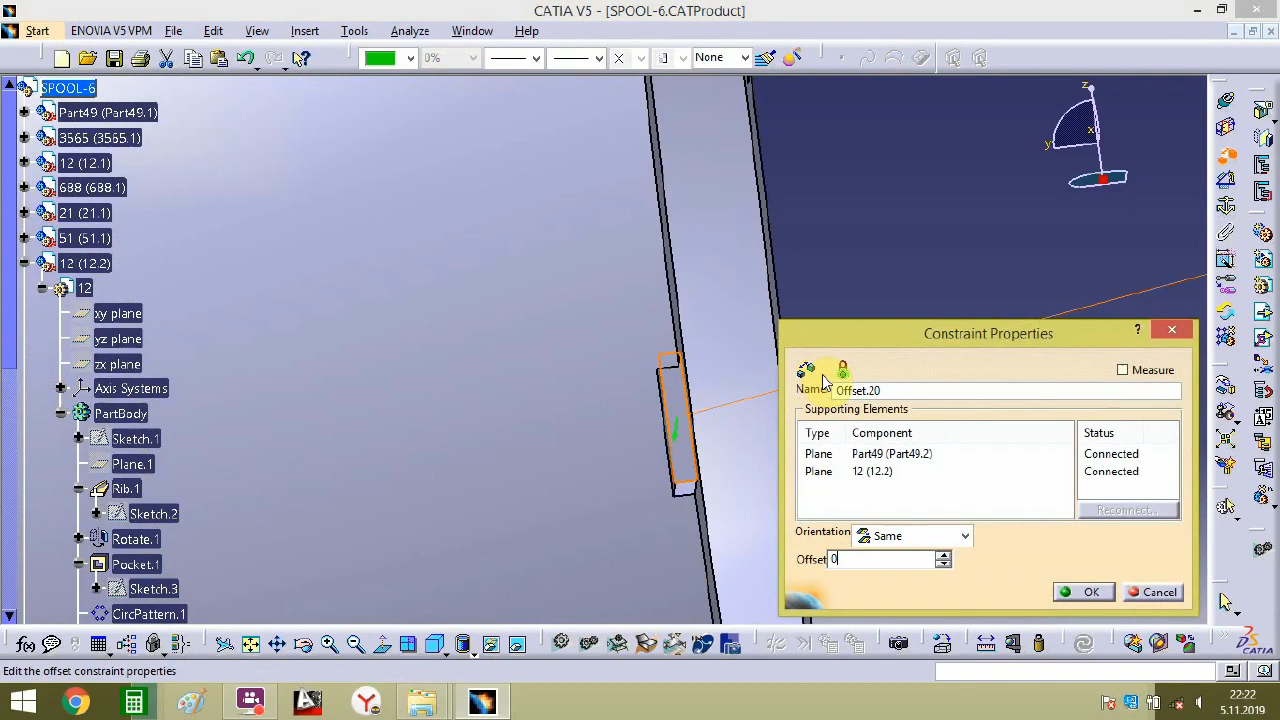 CATIA V5 - [SPOOL-6.CATProduct]
Start ENOVIA V5 VPM File Edit View Insert Tools Analyze Window Help
0% None
SPOOL-6
Part49 (Part49.1)
3565 (3565.1)
12 (12.1)
688 (688.1)
21 (21.1)
51 (51.1)
12 (12.2)
12
xy plane
yz plane
zx plane
Axis Systems
PartBody
Sketch.1
Plane.1
Rib.1
Sketch.2
Rotate.1
Pocket.1
Sketch.3
CircPattern.1
z
x
y
Constraint Properties
? 
Measure
Name: Offset.20
Supporting Elements
Type Component Status
Plane Part49 (Part49.2) Connected
Plane 12 (12.2) Connected
Reconnect...
Orientation Same
Offset 0
OK Cancel
Edit the offset constraint properties
CATIA
22:22
5.11.2019